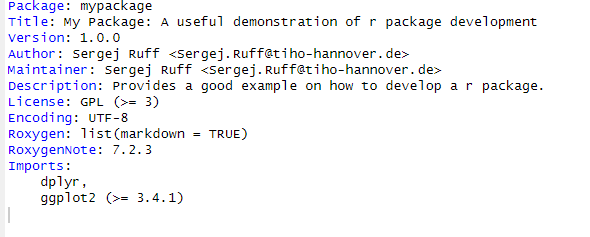 Package: mypackage
Title: My Package: A useful demonstration of r package development
Version: 1.0.0
Author: Sergej Ruff <Sergej.Ruff@tiho-hannover.de>
Maintainer: Sergej Ruff <Sergej.Ruff@tiho-hannover.de>
Description: Provides a good example on how to develop a r package.
License: GPL (>= 3)
Encoding: UTF-8
Roxygen: list(markdown = TRUE)
RoxygenNote: 7.2.3
Imports:
    dplyr,
    ggplot2 (>= 3.4.1)